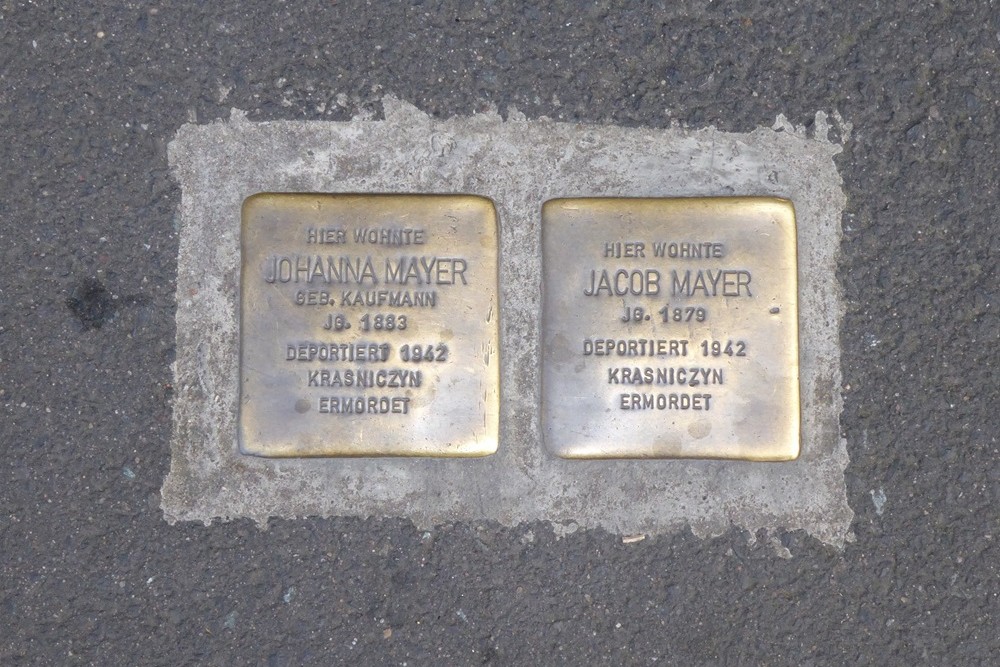 HIER WOHNTE
JOHANNA MAYER
GEB. KAUFMANN
JG. 1883
DEPORTIERT 1942
KRASNICZYN
ERMORDET
HIER WOHNTE
JACOB MAYER
JG. 1879
DEPORTIERT 1942
KRASNICZYN
ERMORDET